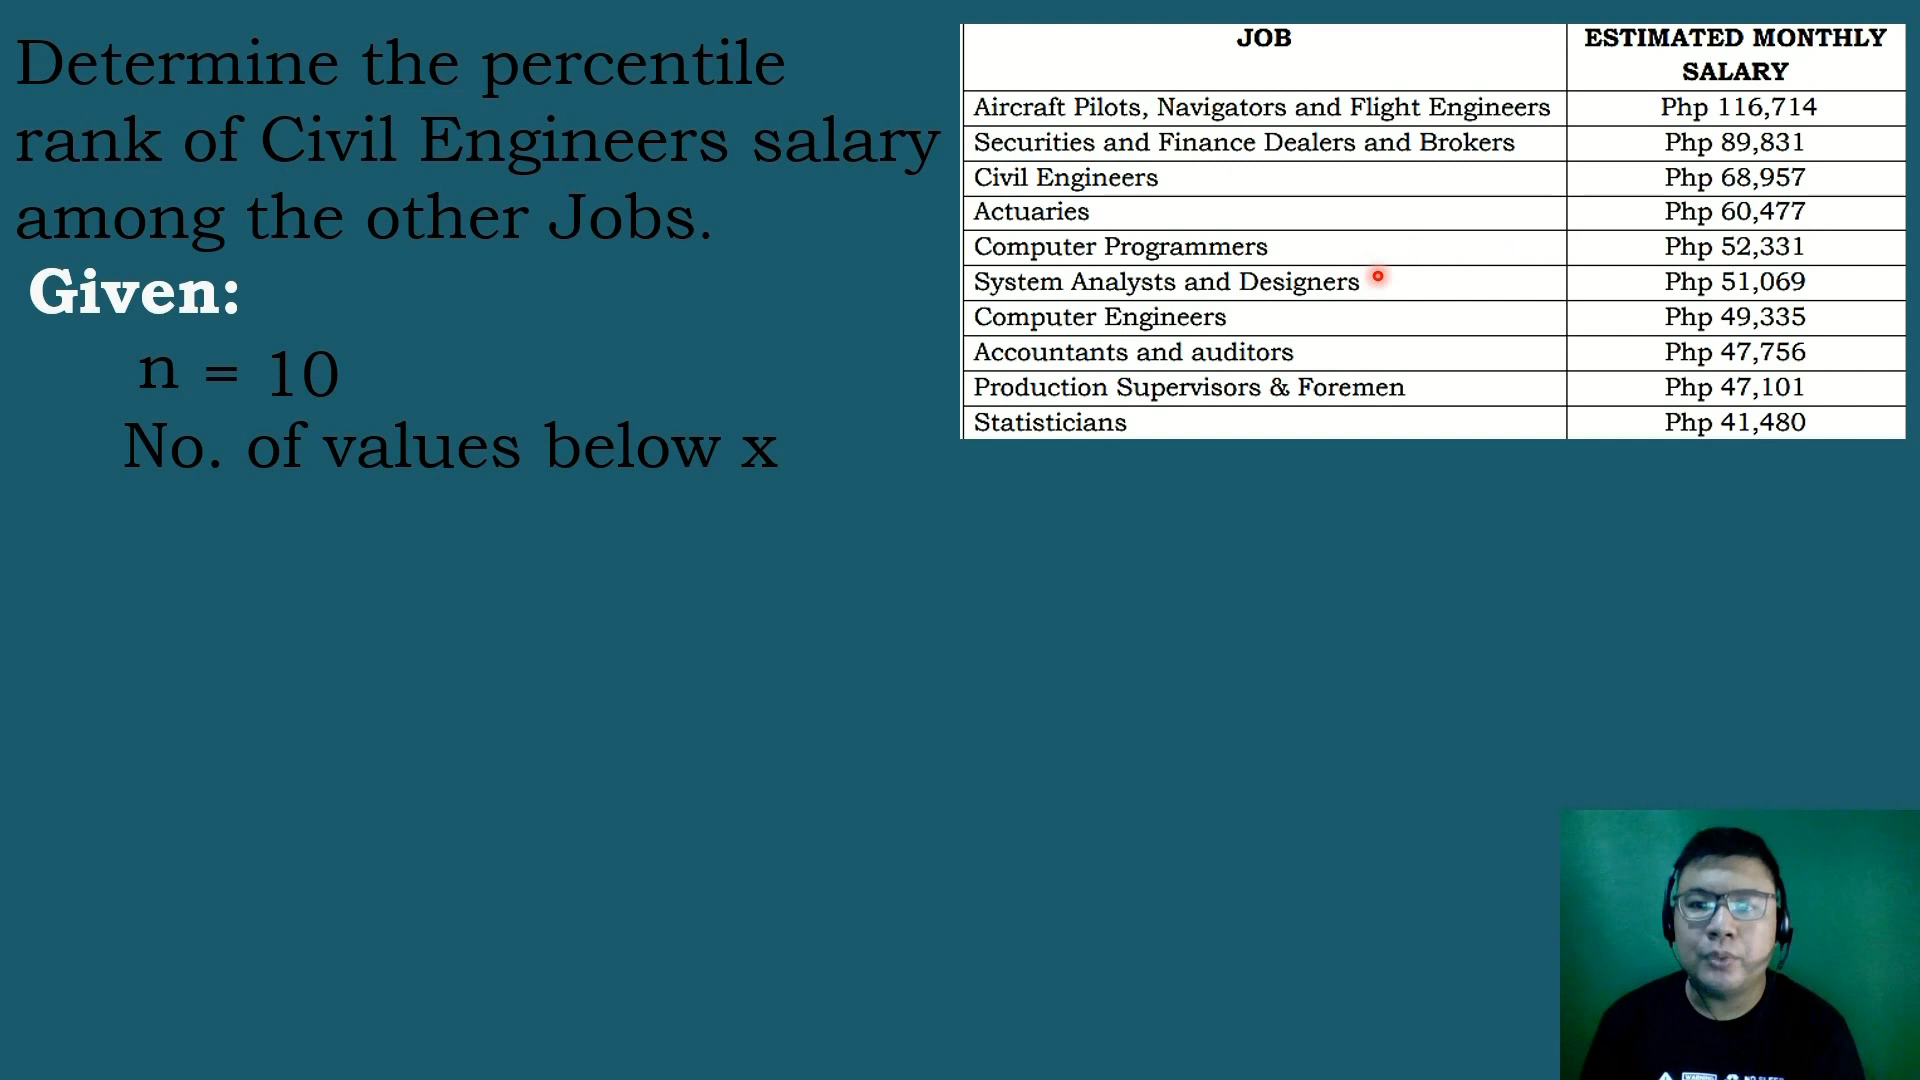 Determine the percentile
rank of Civil Engineers salary
among the other Jobs.
Given:
n = 10
No. of values below x
JOB ESTIMATED MONTHLY SALARY
Aircraft Pilots, Navigators and Flight Engineers Php 116,714
Securities and Finance Dealers and Brokers Php 89,831
Civil Engineers Php 68,957
Actuaries Php 60,477
Computer Programmers Php 52,331
System Analysts and Designers Php 51,069
Computer Engineers Php 49,335
Accountants and auditors Php 47,756
Production Supervisors & Foremen Php 47,101
Statisticians Php 41,480
WARNING